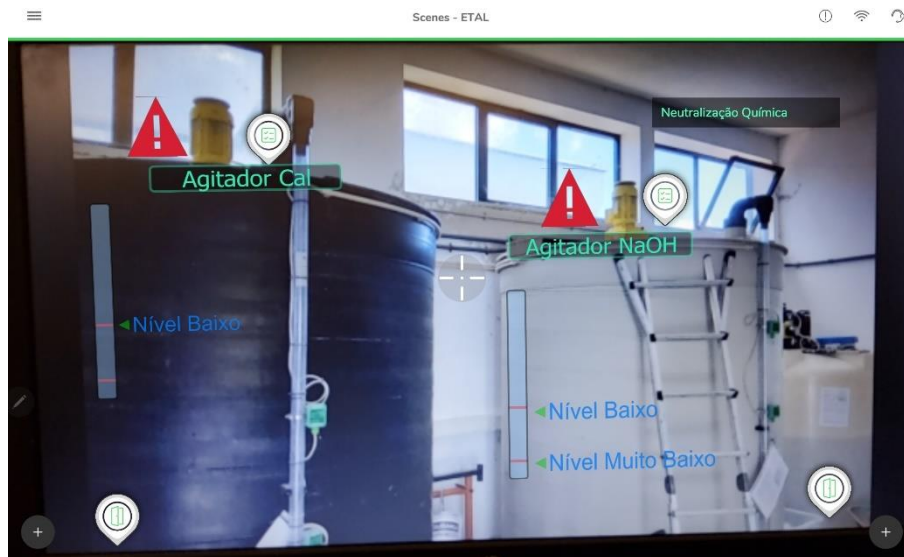 Scenes - ETAL
Neutralização Química
Agitador Cal
Agitador NaOH
Nível Baixo
Nível Baixo
Nível Muito Baixo